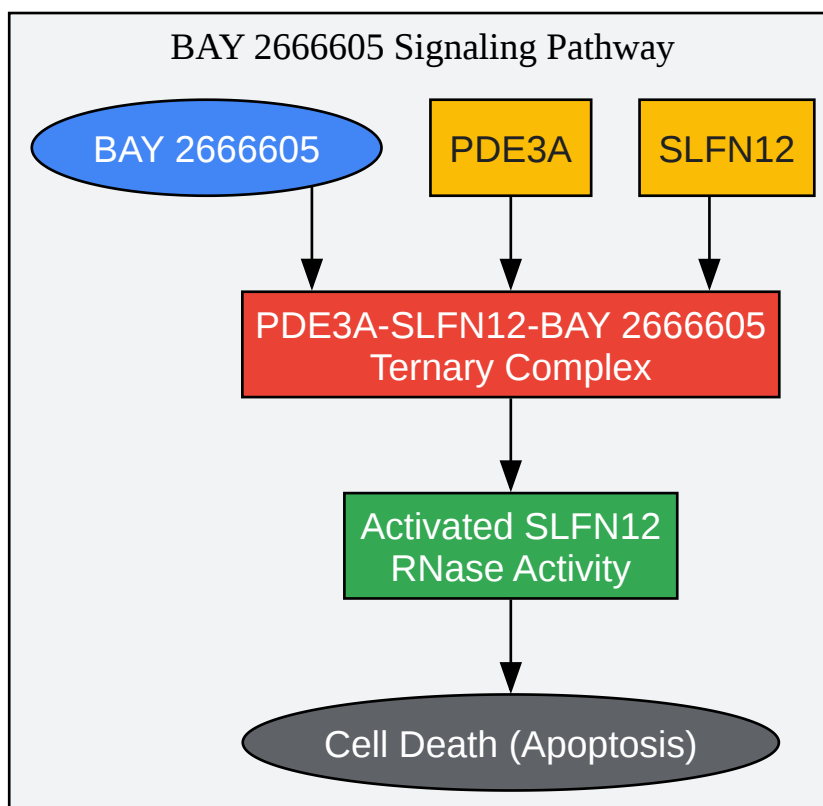 BAY 2666605 Signaling Pathway
BAY 2666605
PDE3A
SLFN12
PDE3A-SLFN12-BAY 2666605
Ternary Complex
Activated SLFN12
RNase Activity
Cell Death (Apoptosis)